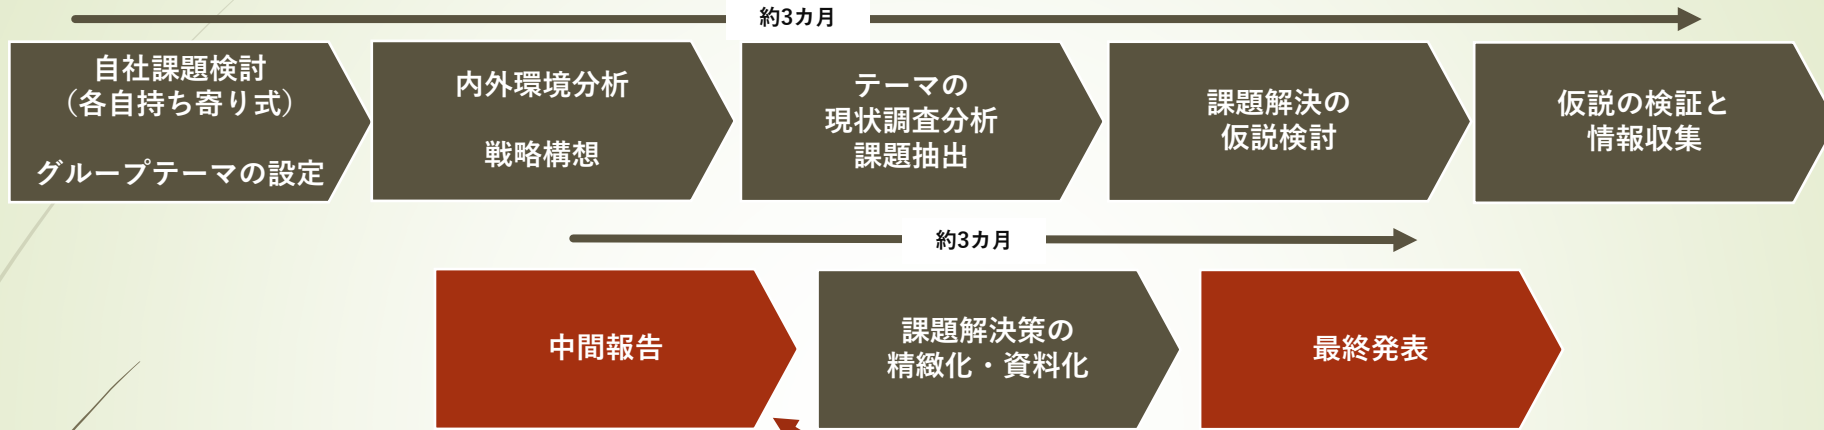 約3カ月
自社課題検討
（各自持ち寄り式）
グループテーマの設定
内外環境分析
戦略構想
テーマの
現状調査分析
課題抽出
課題解決の
仮説検討
仮説の検証と
情報収集
約3カ月
中間報告
課題解決策の
精緻化・資料化
最終発表